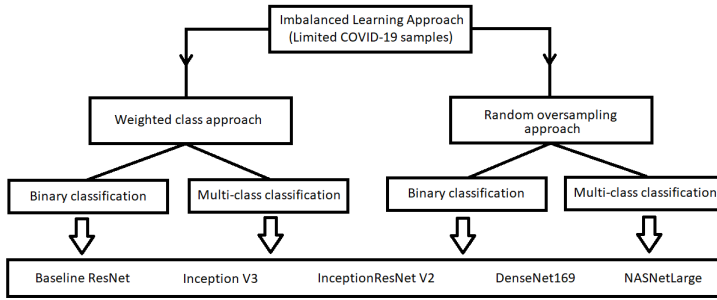 Imbalanced Learning Approach
(Limited COVID-19 samples)
Weighted class approach
Random oversampling
approach
Binary classification
Multi-class classification
Binary classification
Multi-class classification
Baseline ResNet
Inception V3
InceptionResNet V2
DenseNet169
NASNetLarge